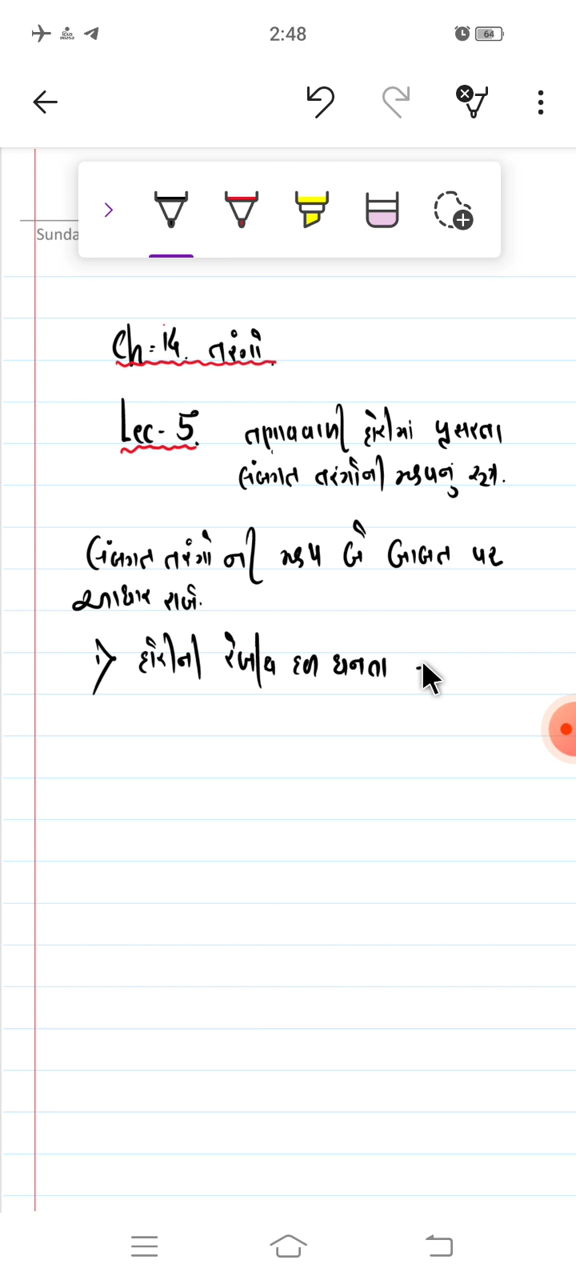 2:48
64
Sunda
Ch-14. તરંગો
Lec-5. તણાવવાળી દોરીમાં પ્રસરતા
લંબગત તરંગોની ઝડપનું સૂત્ર.
લંબગત તરંગો ની ઝડપ બે બાબત પર
આધાર રાખે.
દોરીની રેખીય દળ ઘનતા